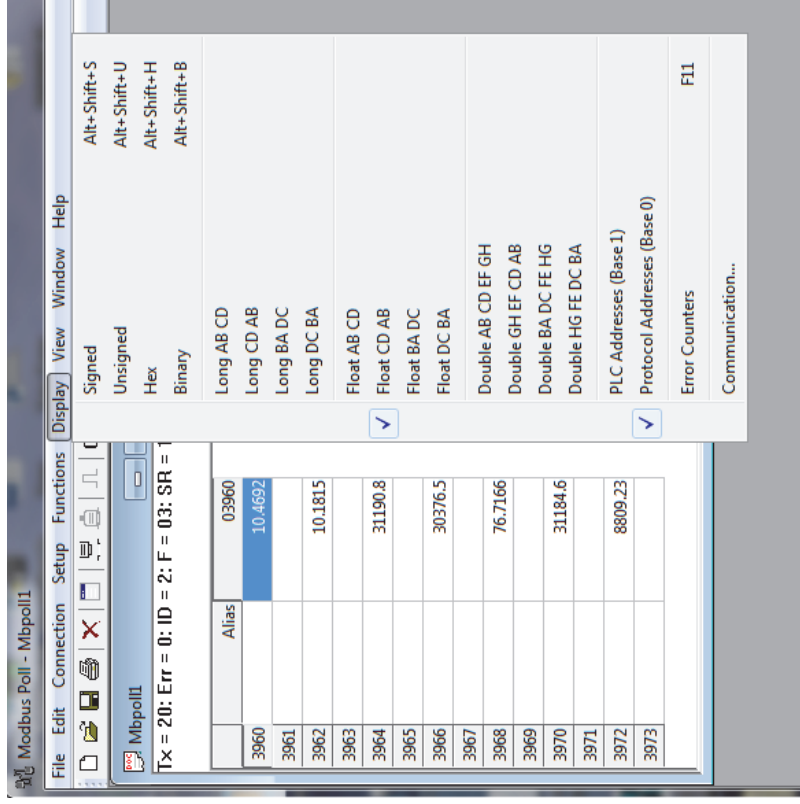 Modbus Poll - Mbpoll1
File Edit Connection Setup Functions Display View Window Help
Mbpoll1
Tx = 20: Err = 0: ID = 2: F = 03: SR = 1
Alias 03960
3960 10.4692
3961
3962 10.1815
3963
3964 31190.8
3965
3966 30376.5
3967
3968 76.7166
3969
3970 31184.6
3971
3972 8809.23
3973
Signed Alt+Shift+S
Unsigned Alt+Shift+U
Hex Alt+Shift+H
Binary Alt+Shift+B
Long AB CD
Long CD AB
Long BA DC
Long DC BA
Float AB CD
Float CD AB
Float BA DC
Float DC BA
Double AB CD EF GH
Double GH EF CD AB
Double BA DC FE HG
Double HG FE DC BA
PLC Addresses (Base 1)
Protocol Addresses (Base 0)
Error Counters F11
Communication...